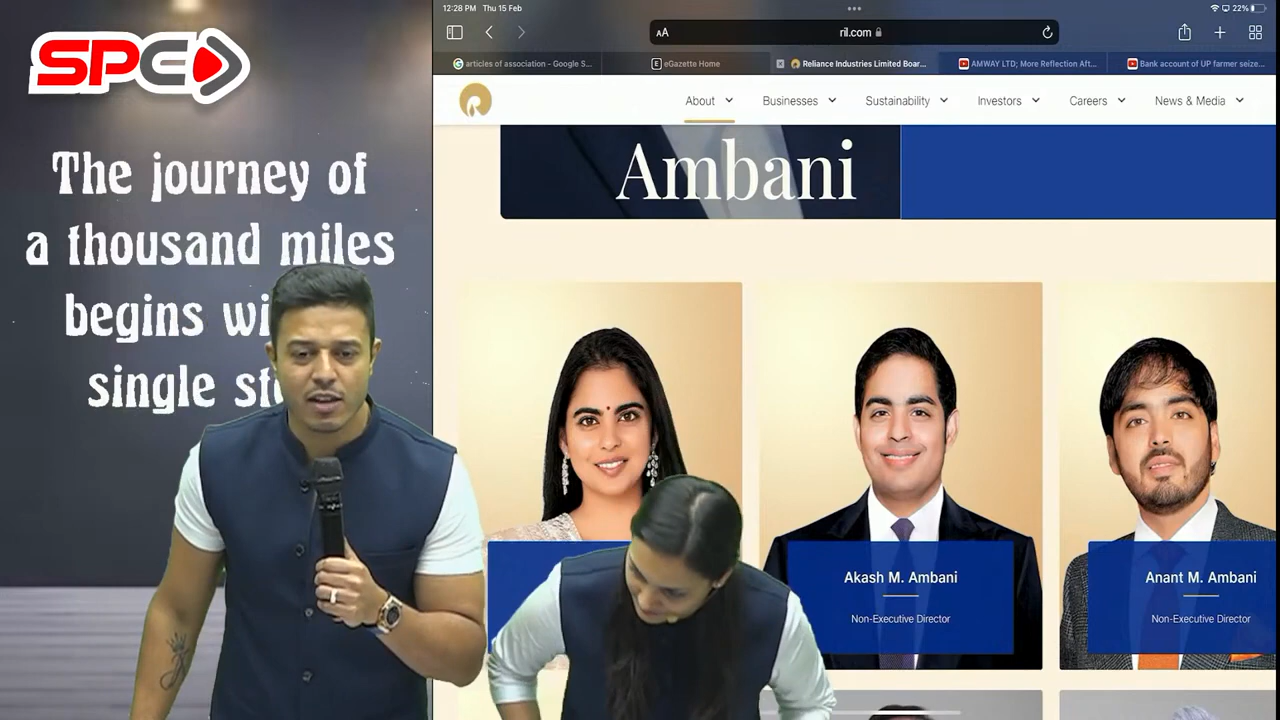 SPED
The journey of
a thousand miles
begins wi
single st
12:28 PM Thu 15 Feb
22%
AA
ril.com
articles of association - Google S...
eGazette Home
Reliance Industries Limited Boar...
AMWAY LTD; More Reflection Aft...
Bank account of UP farmer seize...
About
Businesses
Sustainability
Investors
Careers
News & Media
Ambani
Akash M. Ambani
Non-Executive Director
Anant M. Ambani
Non-Executive Director